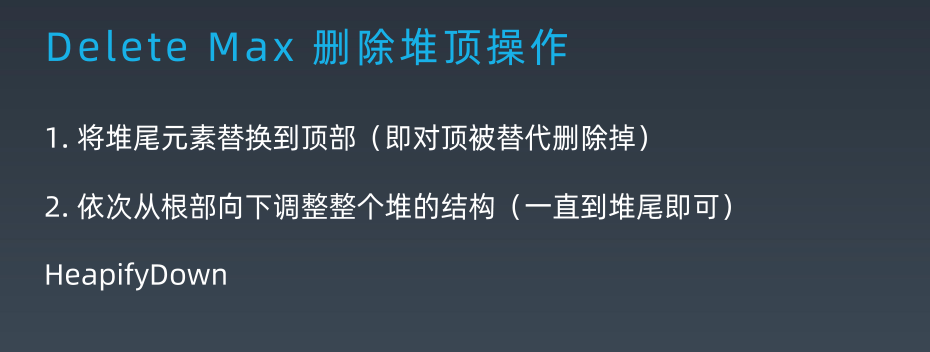 Delete Max 删除堆顶操作
1. 将堆尾元素替换到顶部（即对顶被替代删除掉）
2. 依次从根部向下调整整个堆的结构（一直到堆尾即可）
HeapifyDown